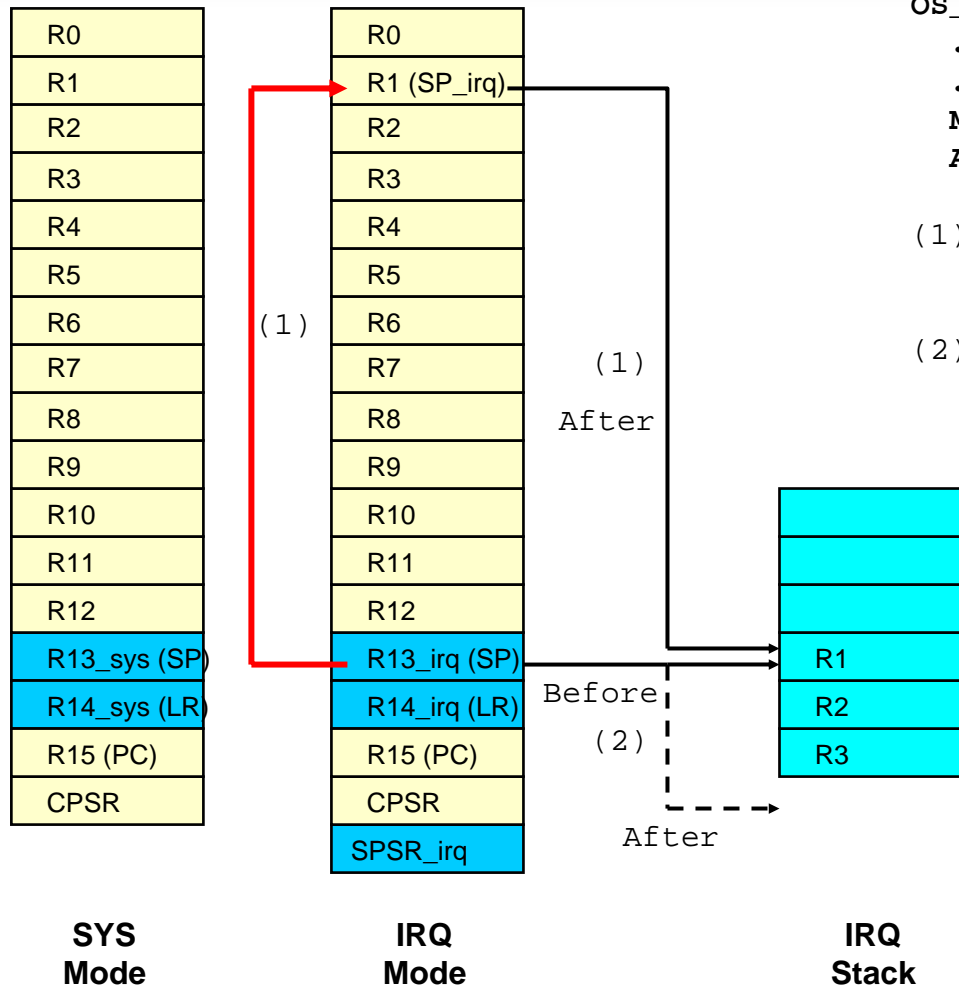 R0
R1
R2
R3
R4
R5
R6
R7
R8
R9
R10
R11
R12
R13_sys (SP)
R14_sys (LR)
R15 (PC)
CPSR
SYS
Mode
(1)
R0
R1 (SP_irq)
R2
R3
R4
R5
R6
R7
R8
R9
R10
R11
R12
R13_irq (SP)
R14_irq (LR)
R15 (PC)
CPSR
SPSR_irq
IRQ
Mode
(1)
After
Before
(2)
After
R1
R2
R3
IRQ
Stack
OS_
.
.
(1)
(2)